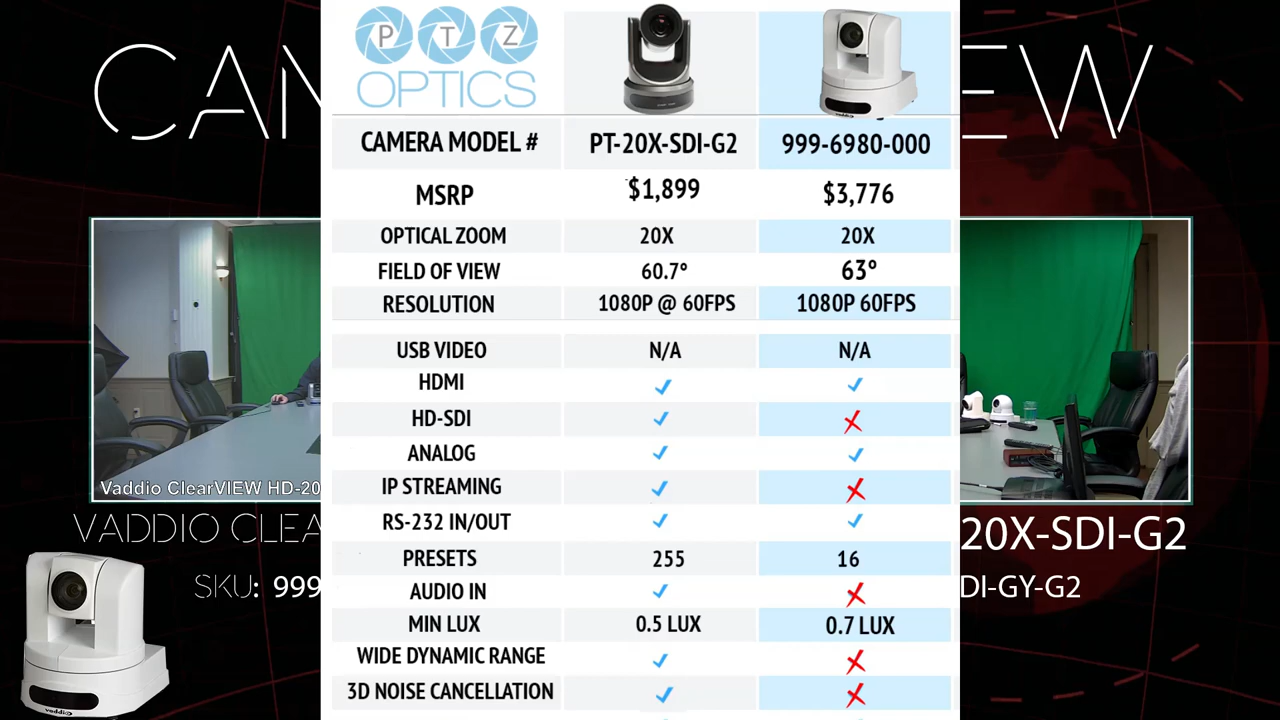 CAM
EW
P T Z
OPTICS
CAMERA MODEL # PT-20X-SDI-G2 999-6980-000
MSRP $1,899 $3,776
OPTICAL ZOOM 20X 20X
FIELD OF VIEW 60.7° 63°
RESOLUTION 1080P @ 60FPS 1080P 60FPS
USB VIDEO N/A N/A
HDMI
HD-SDI
ANALOG
IP STREAMING
RS-232 IN/OUT
PRESETS 255 16
AUDIO IN
MIN LUX 0.5 LUX 0.7 LUX
WIDE DYNAMIC RANGE
3D NOISE CANCELLATION
Vaddio ClearVIEW HD-20
VADDIO CLEA
SKU: 999
20X-SDI-G2
DI-GY-G2
vaddio